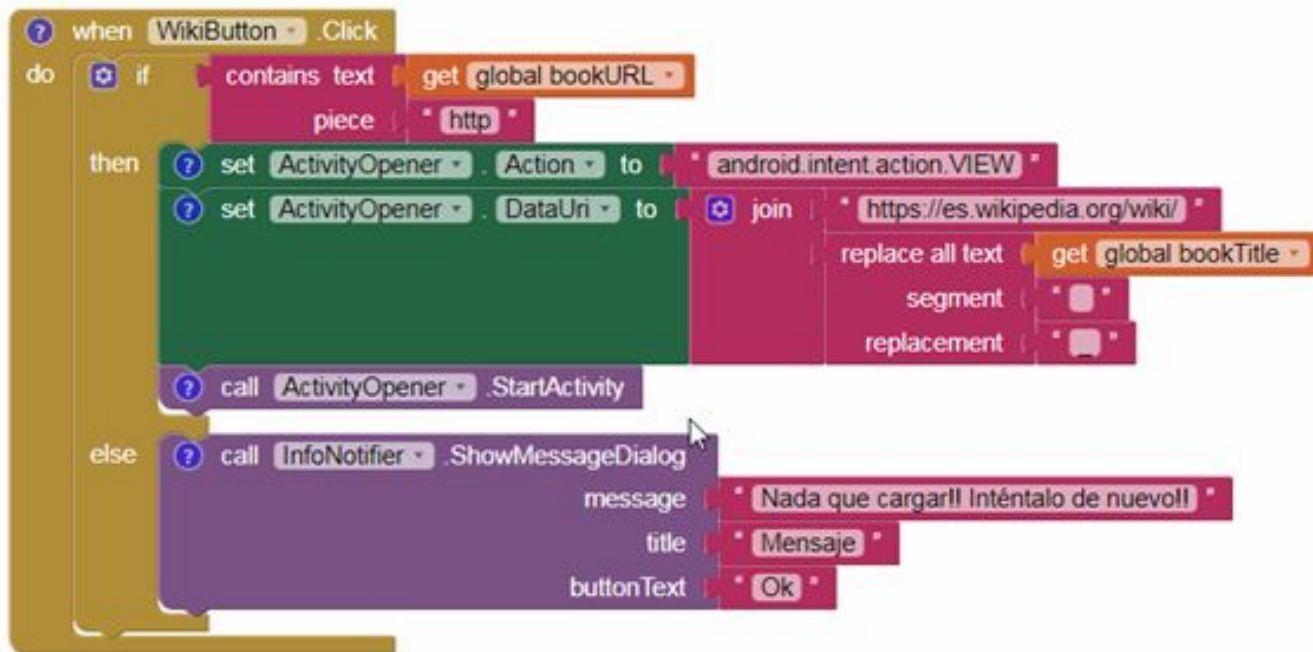 when WikiButton .Click
do if contains text get global bookURL
piece " http "
then set ActivityOpener . Action to " android.intent.action.VIEW "
set ActivityOpener . DataUri to join " https://es.wikipedia.org/wiki/ "
replace all text get global bookTitle
segment " "
replacement " _ "
call ActivityOpener .StartActivity
else call InfoNotifier .ShowMessageDialog
message " Nada que cargar!! Inténtalo de nuevo!! "
title " Mensaje "
buttonText " Ok "